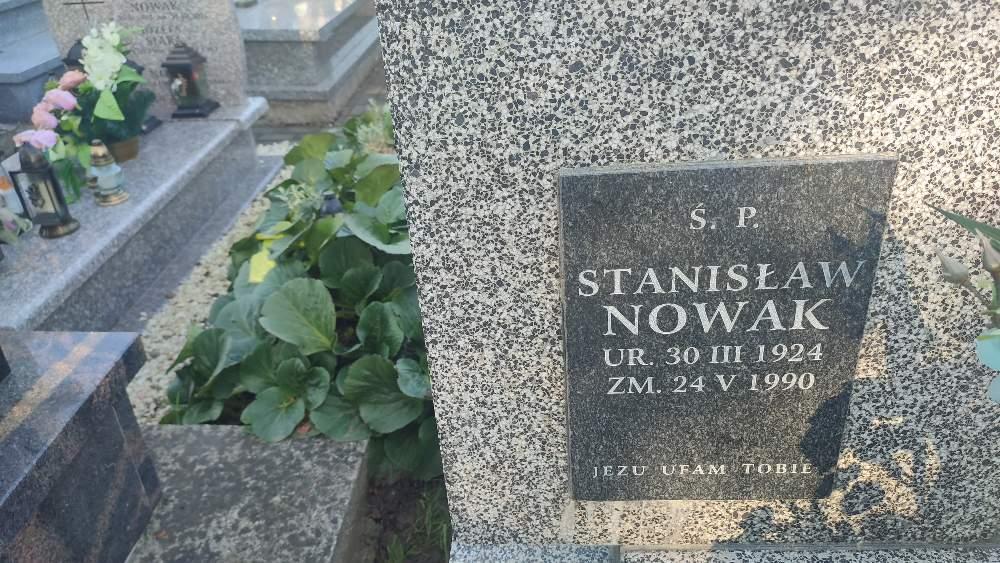 NOWAK
Ś. P.
STANISŁAW
NOWAK
UR. 30 III 1924
ZM. 24 V 1990
JEZU UFAM TOBIE